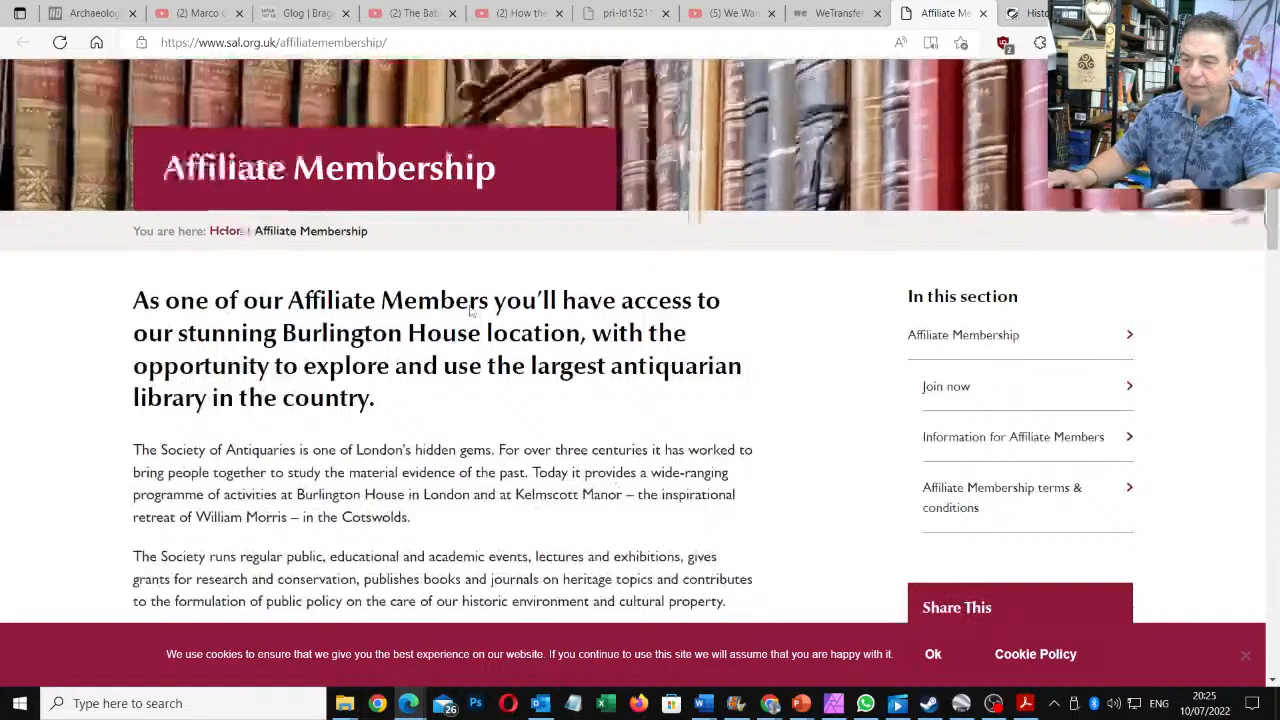 Archaeolog
(2) Marco G
Glog | Brag
(2) The Bab
(2) How the
pri-ld1521
(5) We Wan
WeTransfer
Affiliate Me
Hist
https://www.sal.org.uk/affiliatemembership/
Affiliate Membership
You are here: Affiliate Membership
As one of our Affiliate Members you'll have access to
our stunning Burlington House location, with the
opportunity to explore and use the largest antiquarian
library in the country.
The Society of Antiquaries is one of London's hidden gems. For over three centuries it has worked to
bring people together to study the material evidence of the past. Today it provides a wide-ranging
programme of activities at Burlington House in London and at Kelmscott Manor – the inspirational
retreat of William Morris – in the Cotswolds.
The Society runs regular public, educational and academic events, lectures and exhibitions, gives
grants for research and conservation, publishes books and journals on heritage topics and contributes
to the formulation of public policy on the care of our historic environment and cultural property.
In this section
Affiliate Membership
Join now
Information for Affiliate Members
Affiliate Membership terms &
conditions
Share This
We use cookies to ensure that we give you the best experience on our website. If you continue to use this site we will assume that you are happy with it.
Ok
Cookie Policy
Type here to search
26
ENG
20:25
10/07/2022